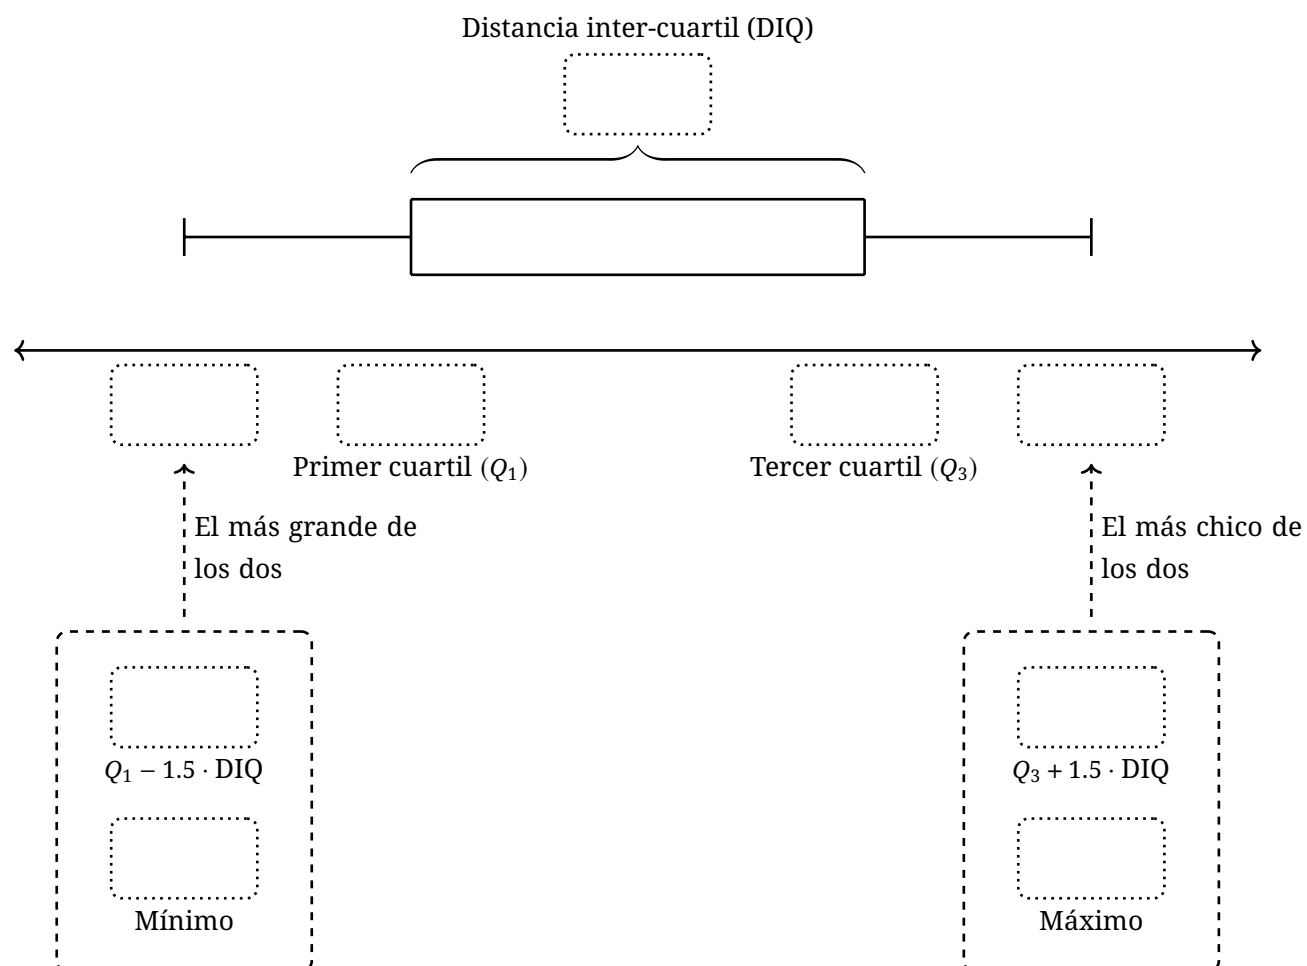 Distancia inter-cuartil (DIQ)
Primer cuartil (Q₁)
Tercer cuartil (Q₃)
El más grande de
los dos
El más chico de
los dos
Q₁ − 1.5 · DIQ
Q₃ + 1.5 · DIQ
Mínimo
Máximo